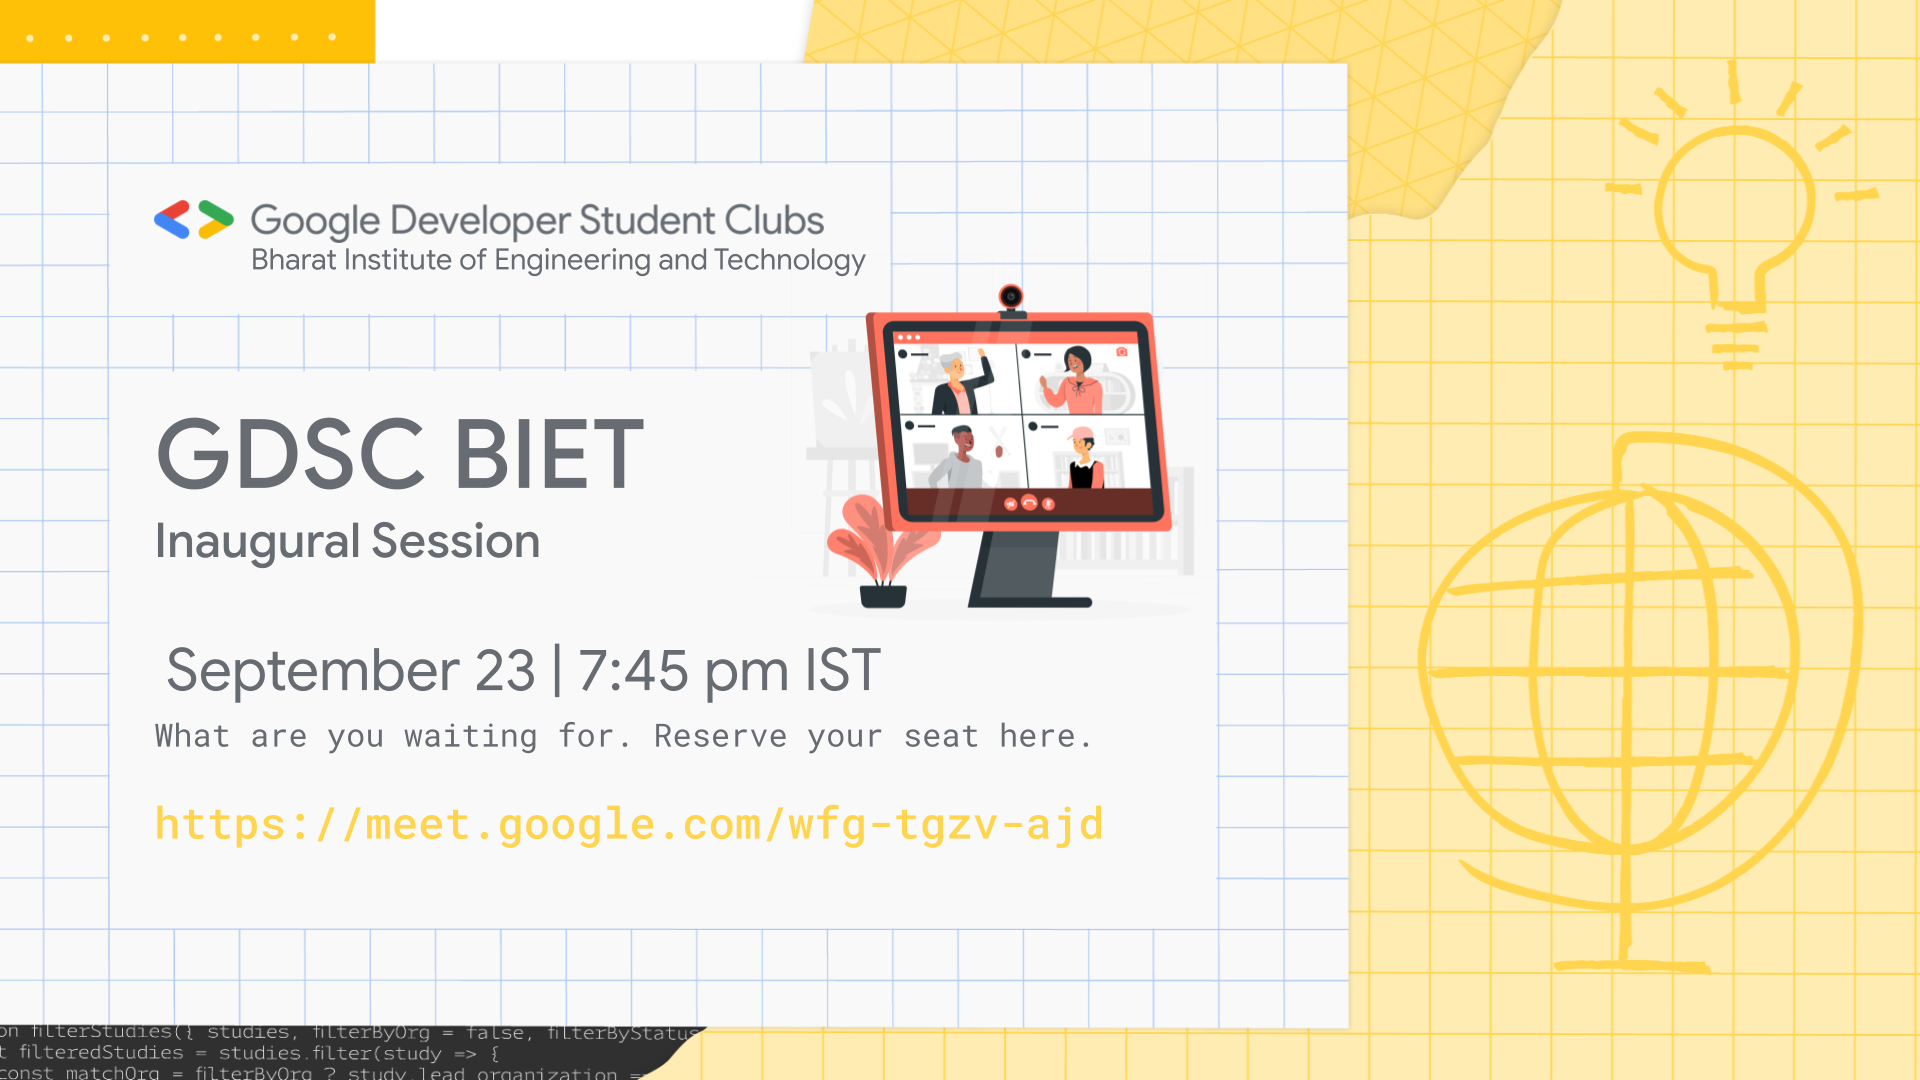 Google Developer Student Clubs
Bharat Institute of Engineering and Technology
GDSC BIET
Inaugural Session
September 23 | 7:45 pm IST
What are you waiting for. Reserve your seat here.
https://meet.google.com/wfg-tgzv-ajd
on filterStudies({ studies, filterByOrg = false, filterByStatus
t filteredStudies = studies.filter(study => {
const matchOrg = filterByOrg ? study.lead_organization ==